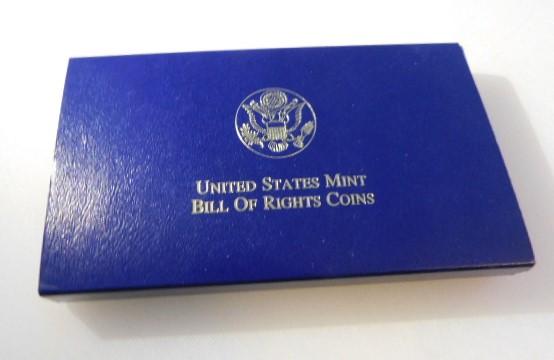 UNITED STATES MINT
BILL OF RIGHTS COINS